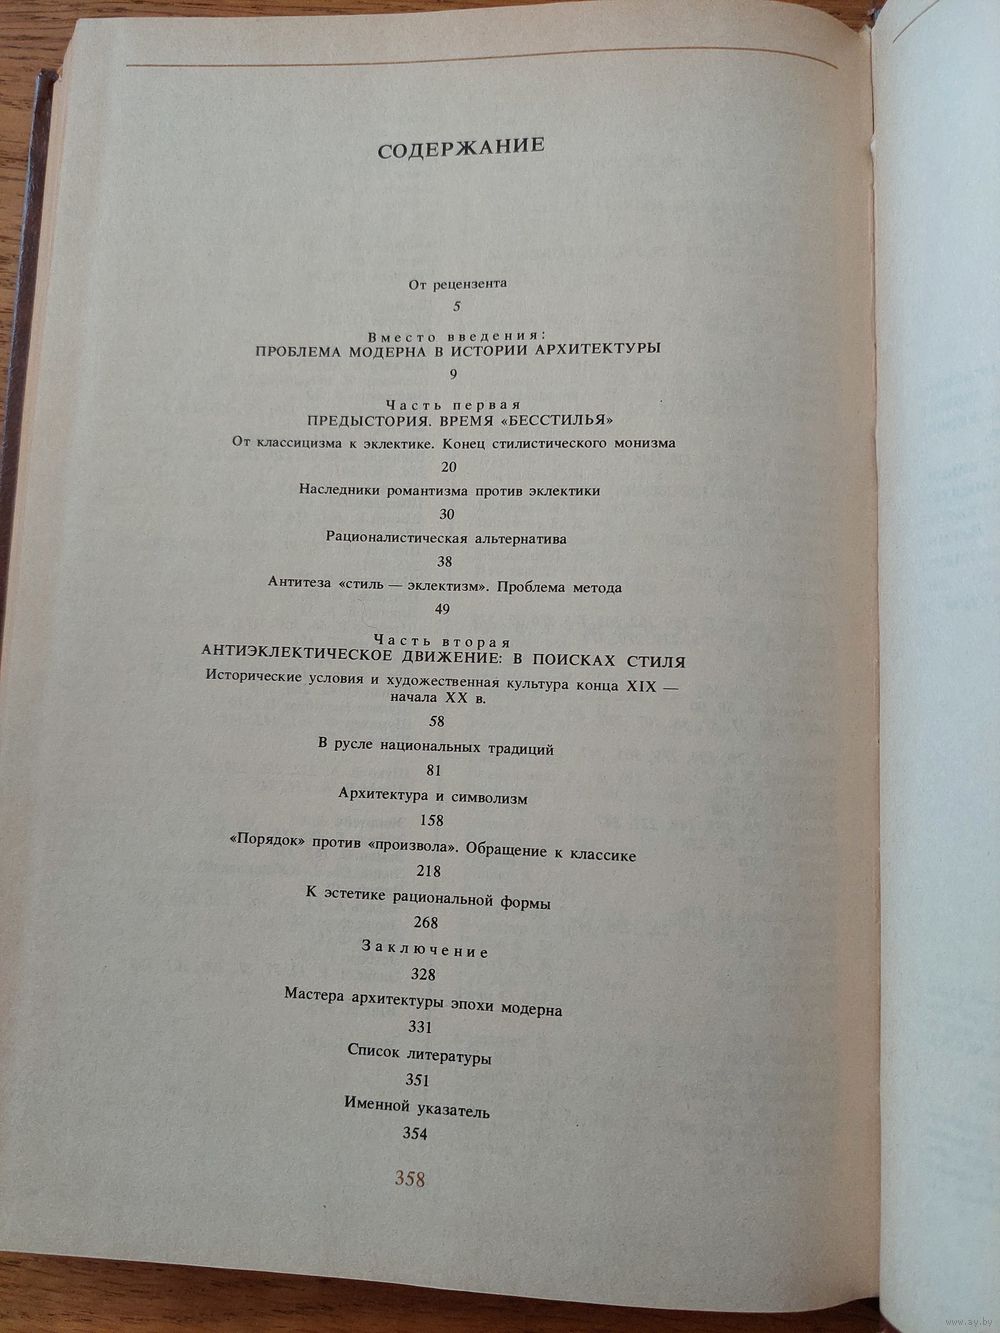 СОДЕРЖАНИЕ
От рецензента
5
Вместо введения:
ПРОБЛЕМА МОДЕРНА В ИСТОРИИ АРХИТЕКТУРЫ
9
Часть первая
ПРЕДЫСТОРИЯ. ВРЕМЯ «БЕССТИЛЬЯ»
От классицизма к эклектике. Конец стилистического монизма
20
Наследники романтизма против эклектики
30
Рационалистическая альтернатива
38
Антитеза «стиль — эклектизм». Проблема метода
49
Часть вторая
АНТИЭКЛЕКТИЧЕСКОЕ ДВИЖЕНИЕ: В ПОИСКАХ СТИЛЯ
Исторические условия и художественная культура конца XIX —
начала XX в.
58
В русле национальных традиций
81
Архитектура и символизм
158
«Порядок» против «произвола». Обращение к классике
218
К эстетике рациональной формы
268
Заключение
328
Мастера архитектуры эпохи модерна
331
Список литературы
351
Именной указатель
354
358
www.ay.by